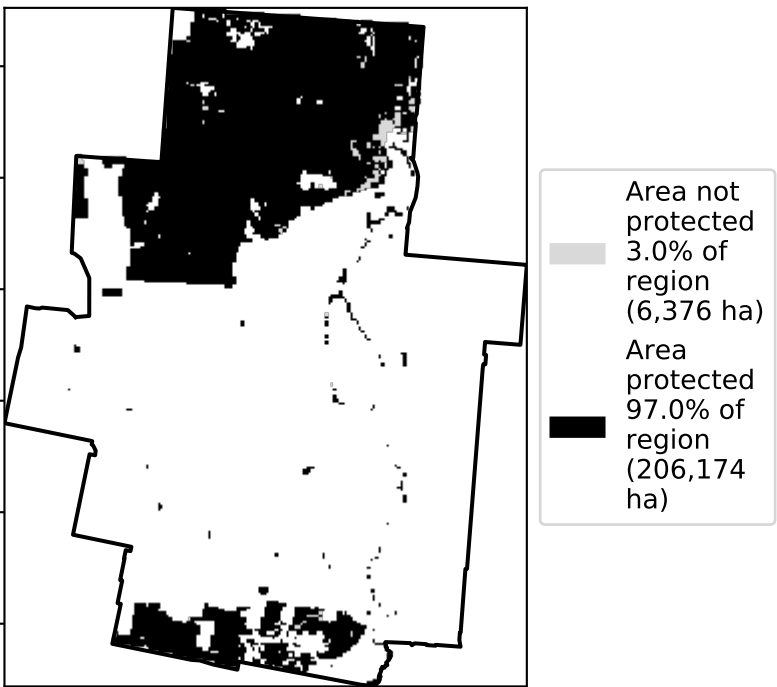 Area not
protected
3.0% of
region
(6,376 ha)
Area
protected
97.0% of
region
(206,174
ha)